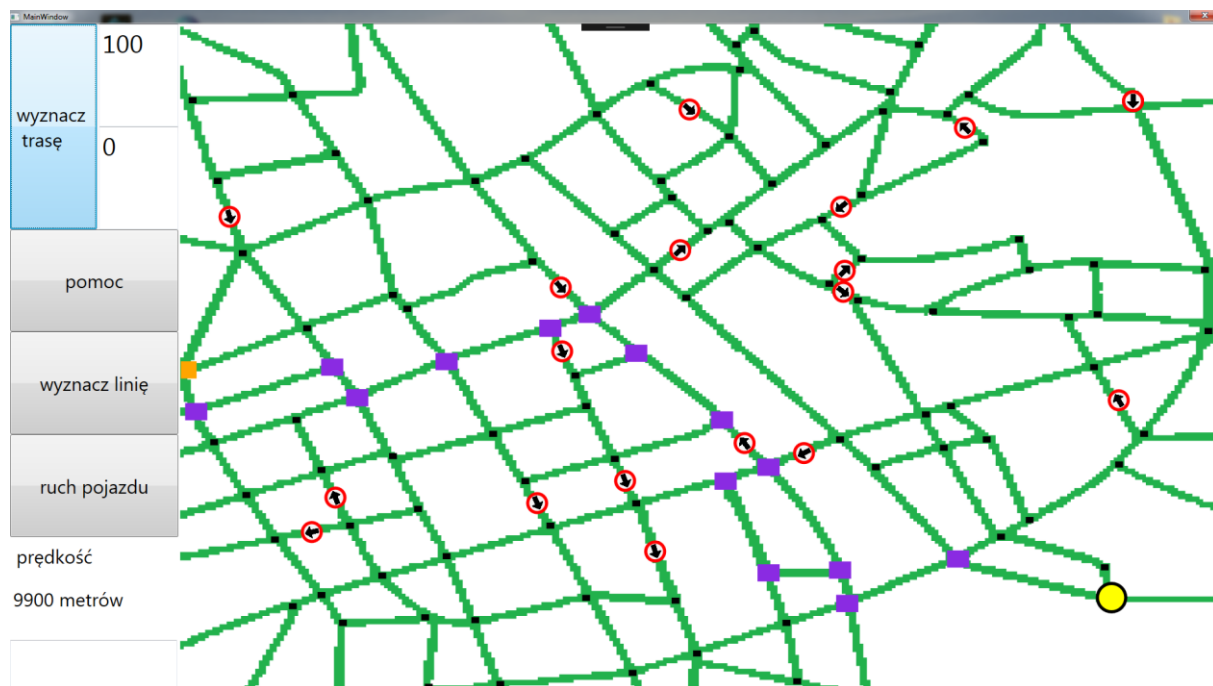 MainWindow
wyznacz
trasę
100
0
pomoc
wyznacz linię
ruch pojazdu
prędkość
9900 metrów